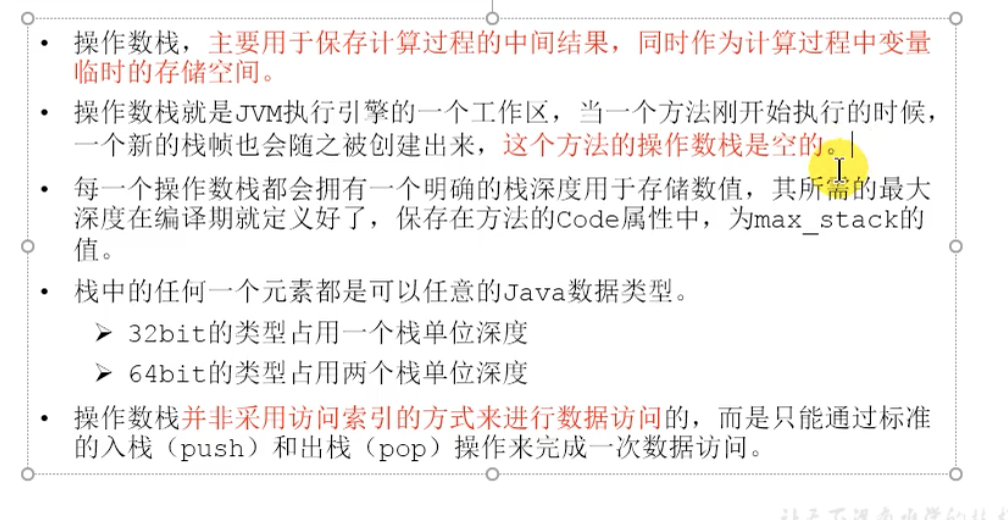 • 操作数栈，主要用于保存计算过程的中间结果，同时作为计算过程中变量
临时的存储空间。
• 操作数栈就是JVM执行引擎的一个工作区，当一个方法刚开始执行的时候，
一个新的栈帧也会随之被创建出来，这个方法的操作数栈是空的。
• 每一个操作数栈都会拥有一个明确的栈深度用于存储数值，其所需的最大
深度在编译期就定义好了，保存在方法的Code属性中，为max_stack的
值。
• 栈中的任何一个元素都是可以任意的Java数据类型。
➢ 32bit的类型占用一个栈单位深度
➢ 64bit的类型占用两个栈单位深度
• 操作数栈并非采用访问索引的方式来进行数据访问的，而是只能通过标准
的入栈（push）和出栈（pop）操作来完成一次数据访问。